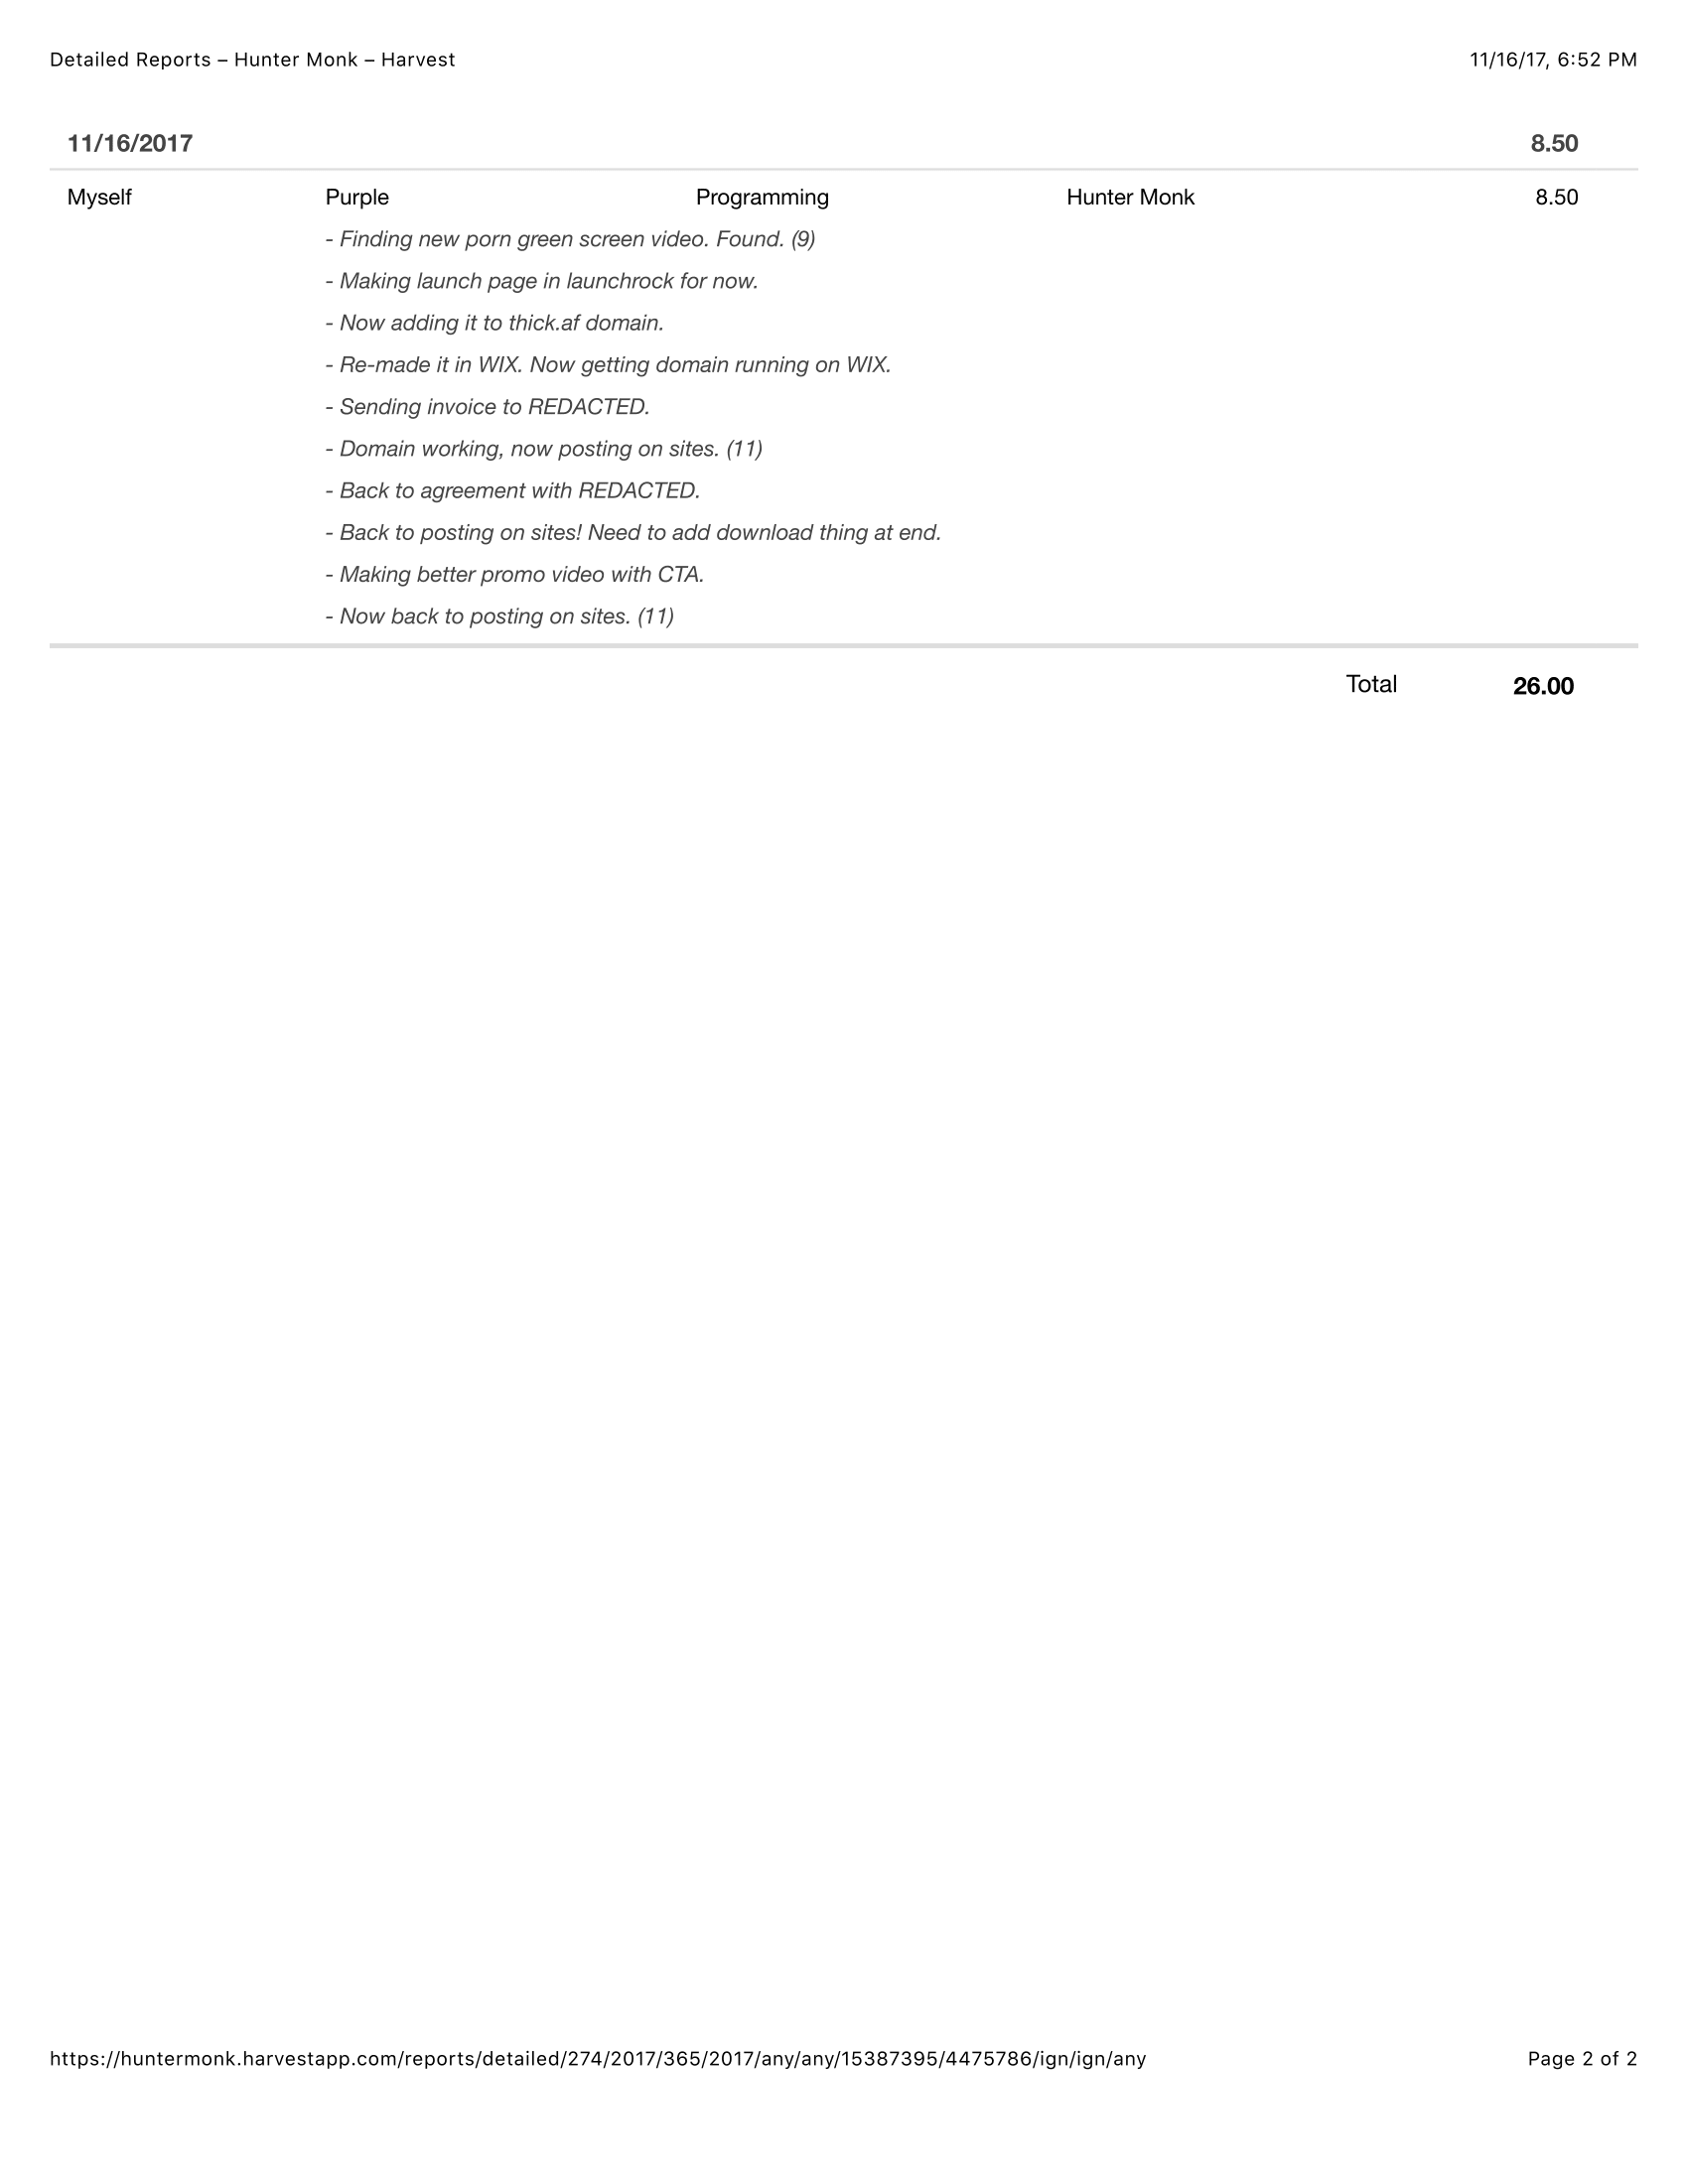 Detailed Reports – Hunter Monk – Harvest 11/16/17, 6:52 PM
11/16/2017 8.50
Myself Purple Programming Hunter Monk 8.50
- Finding new porn green screen video. Found. (9)
- Making launch page in launchrock for now.
- Now adding it to thick.af domain.
- Re-made it in WIX. Now getting domain running on WIX.
- Sending invoice to REDACTED.
- Domain working, now posting on sites. (11)
- Back to agreement with REDACTED.
- Back to posting on sites! Need to add download thing at end.
- Making better promo video with CTA.
- Now back to posting on sites. (11)
Total 26.00
https://huntermonk.harvestapp.com/reports/detailed/274/2017/365/2017/any/any/15387395/4475786/ign/ign/any Page 2 of 2